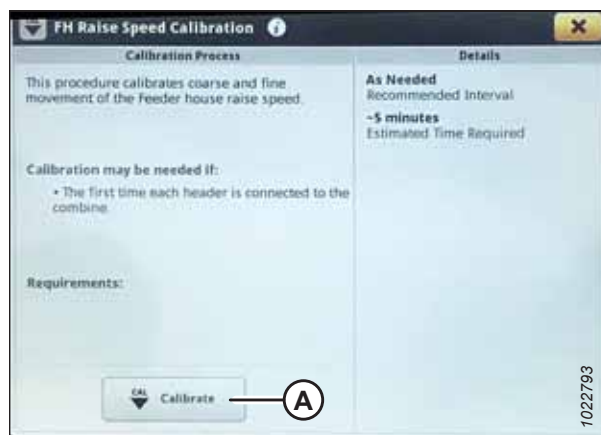 FH Raise Speed Calibration
Calibration Process
This procedure calibrates coarse and fine
movement of the Feeder house raise speed.
Calibration may be needed if:
• The first time each header is connected to the
combine.
Requirements:
CAL Calibrate
A
Details
As Needed
Recommended Interval
~5 minutes
Estimated Time Required
1022793